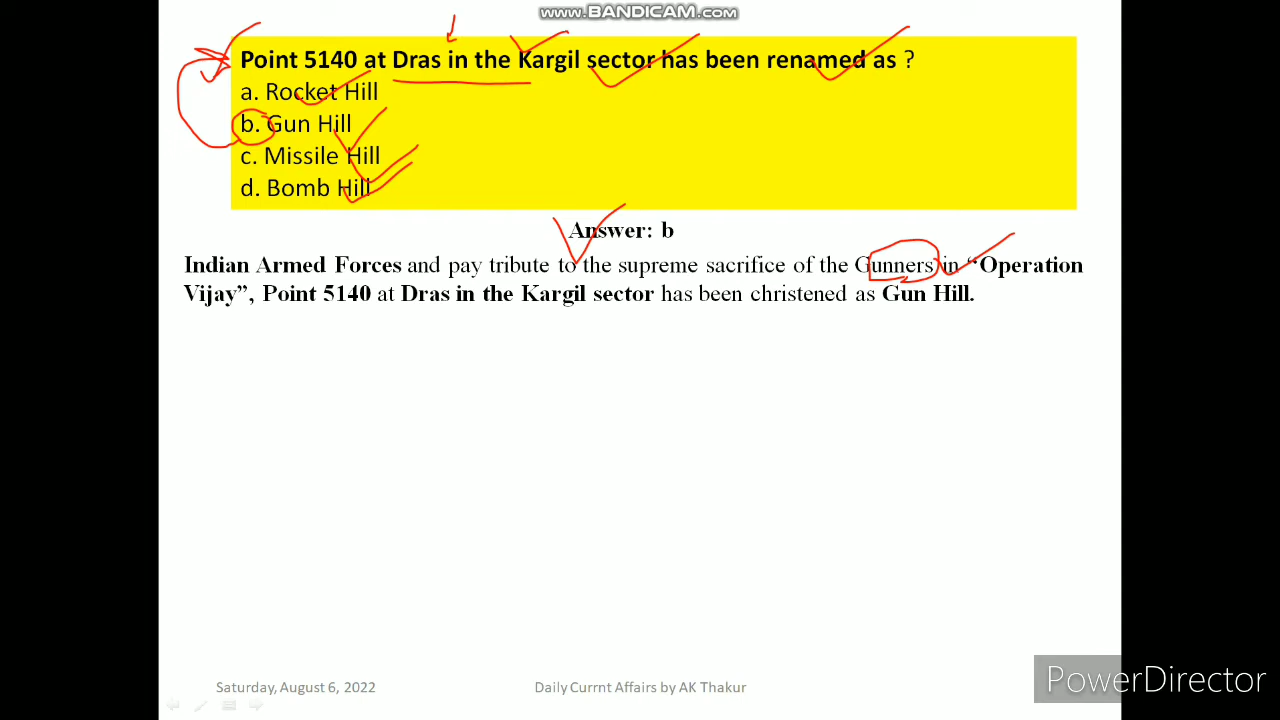 www.BANDICAM.com
Point 5140 at Dras in the Kargil sector has been renamed as ?
a. Rocket Hill
b. Gun Hill
c. Missile Hill
d. Bomb Hill
Answer: b
Indian Armed Forces and pay tribute to the supreme sacrifice of the Gunners in “Operation
Vijay”, Point 5140 at Dras in the Kargil sector has been christened as Gun Hill.
Saturday, August 6, 2022
Daily Currnt Affairs by AK Thakur
PowerDirector